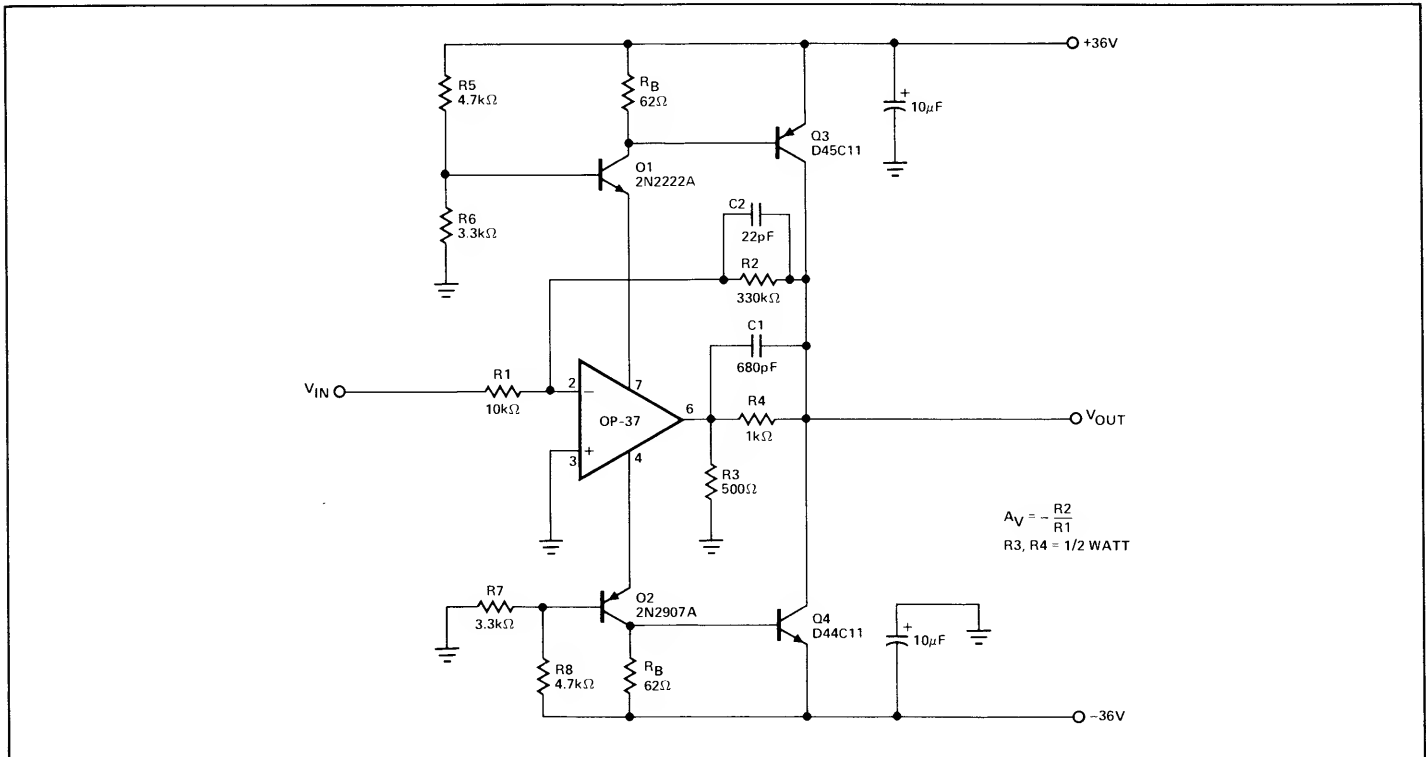 +36V
R5
4.7kΩ
RB
62Ω
+
10μF
Q3
D45C11
O1
2N2222A
R6
3.3kΩ
C2
22pF
R2
330kΩ
C1
680pF
VIN
R1
10kΩ
2
−
7
OP-37
6
R4
1kΩ
VOUT
3
+
4
R3
500Ω
AV = − R2
R1
R3, R4 = 1/2 WATT
R7
3.3kΩ
O2
2N2907A
Q4
D44C11
+
10μF
R8
4.7kΩ
RB
62Ω
−36V